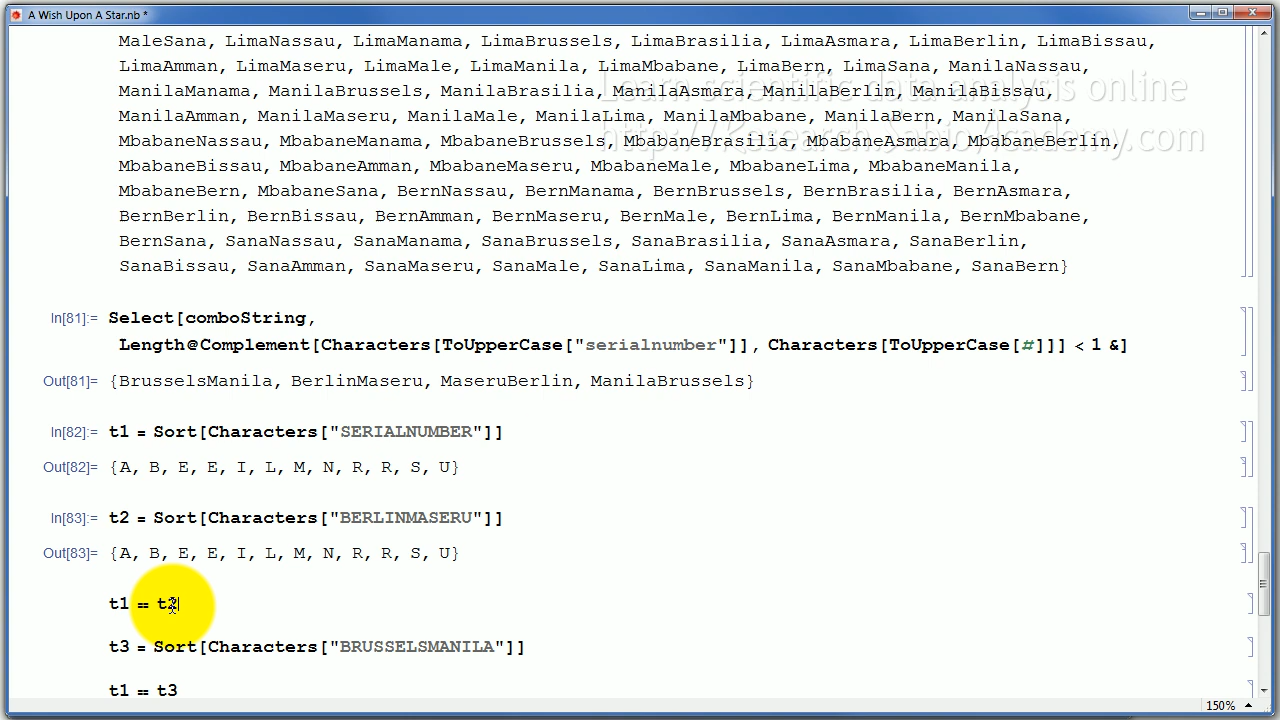 A Wish Upon A Star.nb *
MaleSana, LimaNassau, LimaManama, LimaBrussels, LimaBrasilia, LimaAsmara, LimaBerlin, LimaBissau,
LimaAmman, LimaMaseru, LimaMale, LimaManila, LimaMbabane, LimaBern, LimaSana, ManilaNassau,
Learn scientific data analysis online
ManilaManama, ManilaBrussels, ManilaBrasilia, ManilaAsmara, ManilaBerlin, ManilaBissau,
ManilaAmman, ManilaMaseru, ManilaMale, ManilaLima, ManilaMbabane, ManilaBern, ManilaSana,
http://Research.SabioAcademy.com
MbabaneNassau, MbabaneManama, MbabaneBrussels, MbabaneBrasilia, MbabaneAsmara, MbabaneBerlin,
MbabaneBissau, MbabaneAmman, MbabaneMaseru, MbabaneMale, MbabaneLima, MbabaneManila,
MbabaneBern, MbabaneSana, BernNassau, BernManama, BernBrussels, BernBrasilia, BernAsmara,
BernBerlin, BernBissau, BernAmman, BernMaseru, BernMale, BernLima, BernManila, BernMbabane,
BernSana, SanaNassau, SanaManama, SanaBrussels, SanaBrasilia, SanaAsmara, SanaBerlin,
SanaBissau, SanaAmman, SanaMaseru, SanaMale, SanaLima, SanaManila, SanaMbabane, SanaBern}
In[81]:= Select[comboString,
Length@Complement[Characters[ToUpperCase["serialnumber"]], Characters[ToUpperCase[#]]] < 1 &]
Out[81]= {BrusselsManila, BerlinMaseru, MaseruBerlin, ManilaBrussels}
In[82]:= t1 = Sort[Characters["SERIALNUMBER"]]
Out[82]= {A, B, E, E, I, L, M, N, R, R, S, U}
In[83]:= t2 = Sort[Characters["BERLINMASERU"]]
Out[83]= {A, B, E, E, I, L, M, N, R, R, S, U}
t1 == t2
t3 = Sort[Characters["BRUSSELSMANILA"]]
t1 == t3
150%